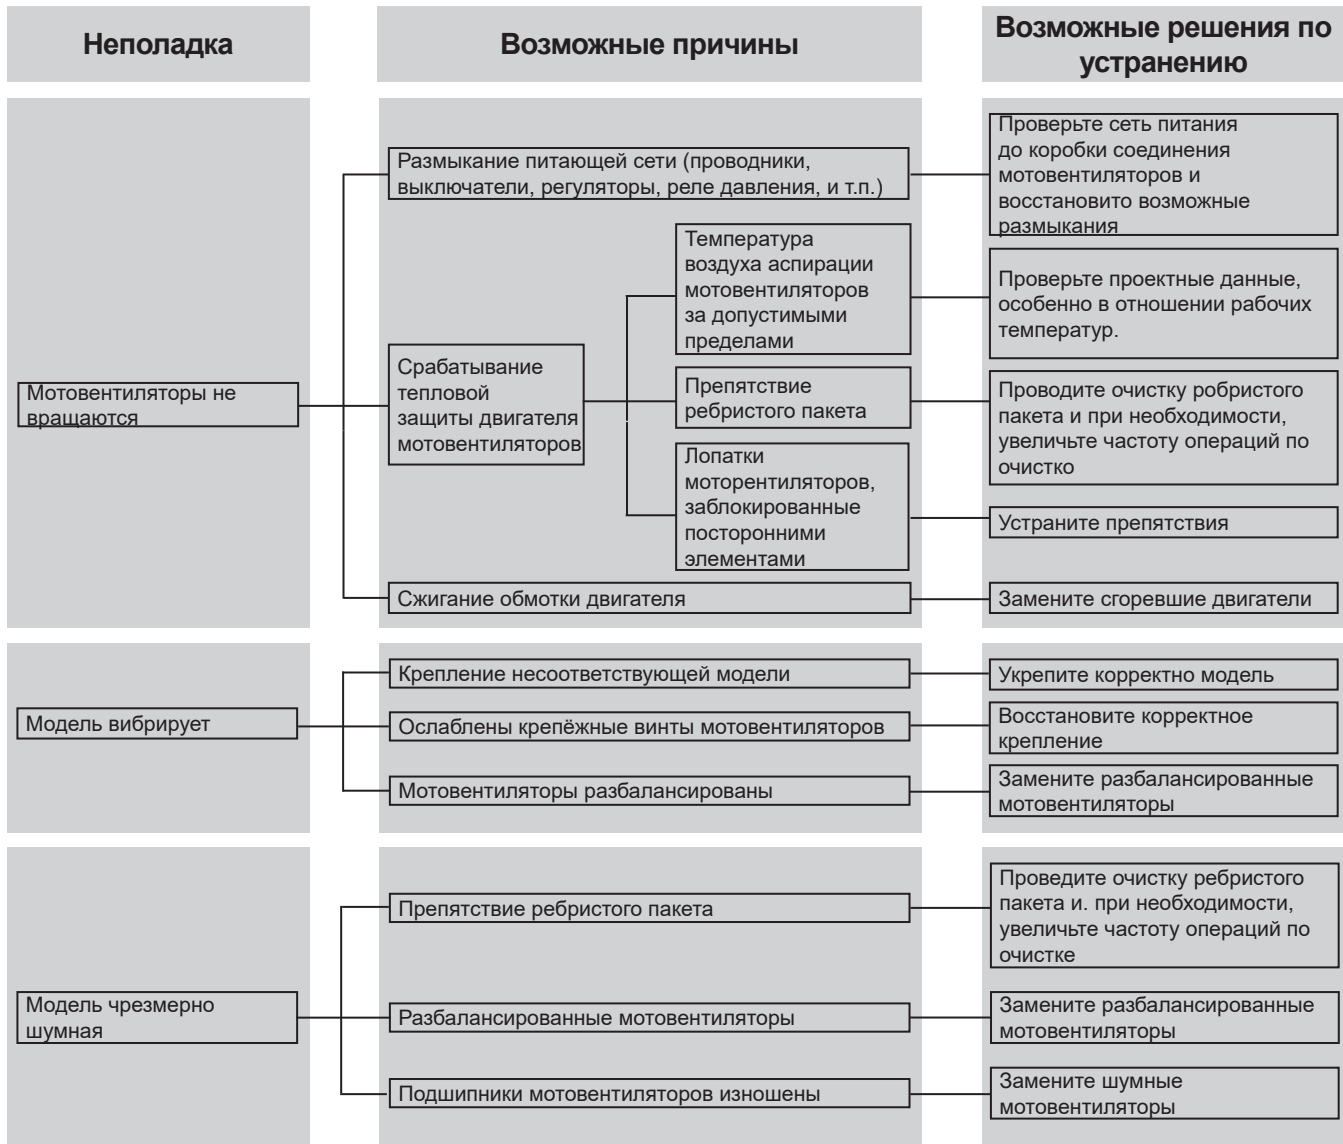 Неполадка
Возможные причины
Возможные решения по
устранению
Мотовентиляторы не
вращаются
Размыкание питающей сети (проводники,
выключатели, регуляторы, реле давления, и т.п.)
Проверьте сеть питания
до коробки соединения
мотовентиляторов и
восстановито возможные
размыкания
Срабатывание
тепловой
защиты двигателя
мотовентиляторов
Температура
воздуха аспирации
мотовентиляторов
за допустимыми
пределами
Проверьте проектные данные,
особенно в отношении рабочих
температур.
Препятствие
ребристого пакета
Проводите очистку робристого
пакета и при необходимости,
увеличьте частоту операций по
очистко
Лопатки
моторентиляторов,
заблокированные
посторонними
элементами
Устраните препятствия
Сжигание обмотки двигателя
Замените сгоревшие двигатели
Модель вибрирует
Крепление несоответствующей модели
Укрепите корректно модель
Ослаблены крепёжные винты мотовентиляторов
Восстановите корректное
крепление
Мотовентиляторы разбалансированы
Замените разбалансированные
мотовентиляторы
Модель чрезмерно
шумная
Препятствие ребристого пакета
Проведите очистку ребристого
пакета и. при необходимости,
увеличьте частоту операций по
очистке
Разбалансированные мотовентиляторы
Замените разбалансированные
мотовентиляторы
Подшипники мотовентиляторов изношены
Замените шумные
мотовентиляторы